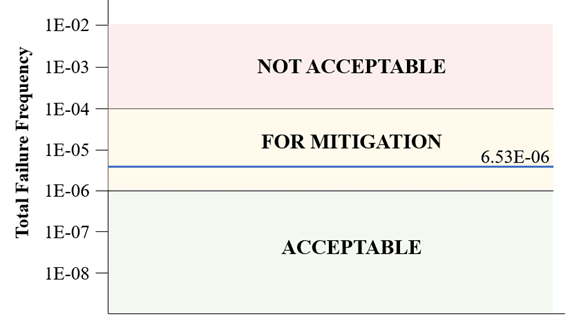 Total Failure Frequency
1E-02
1E-03
NOT ACCEPTABLE
1E-04
FOR MITIGATION
1E-05
6.53E-06
1E-06
1E-07
ACCEPTABLE
1E-08